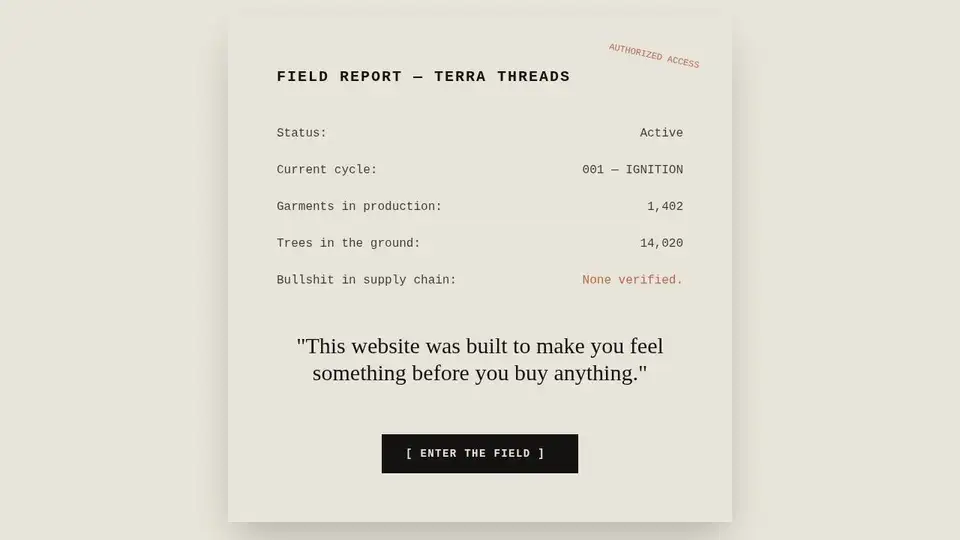 AUTHORIZED ACCESS
FIELD REPORT — TERRA THREADS
Status: Active
Current cycle: 001 — IGNITION
Garments in production: 1,402
Trees in the ground: 14,020
Bullshit in supply chain: None verified.
"This website was built to make you feel
something before you buy anything."
[ ENTER THE FIELD ]